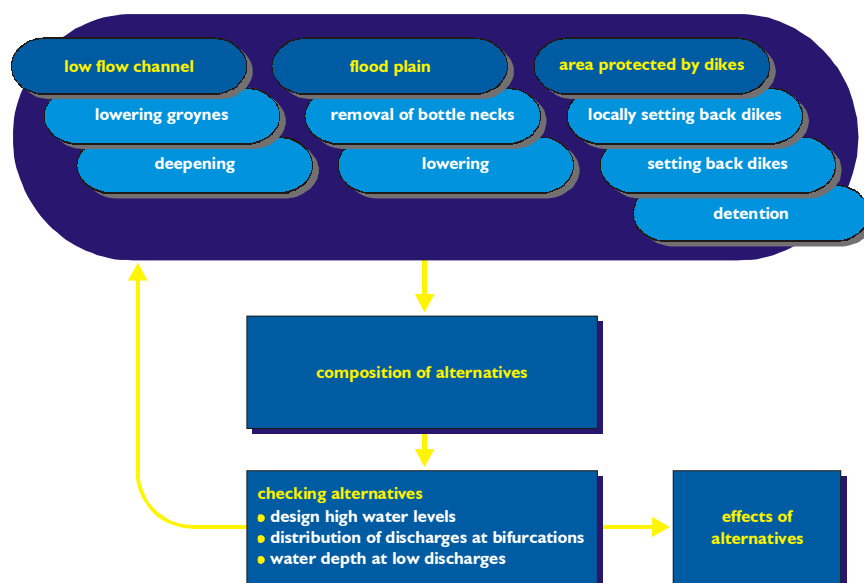 low flow channel
lowering groynes
deepening
flood plain
removal of bottle necks
lowering
area protected by dikes
locally setting back dikes
setting back dikes
detention
composition of alternatives
checking alternatives
• design high water levels
• distribution of discharges at bifurcations
• water depth at low discharges
effects of
alternatives